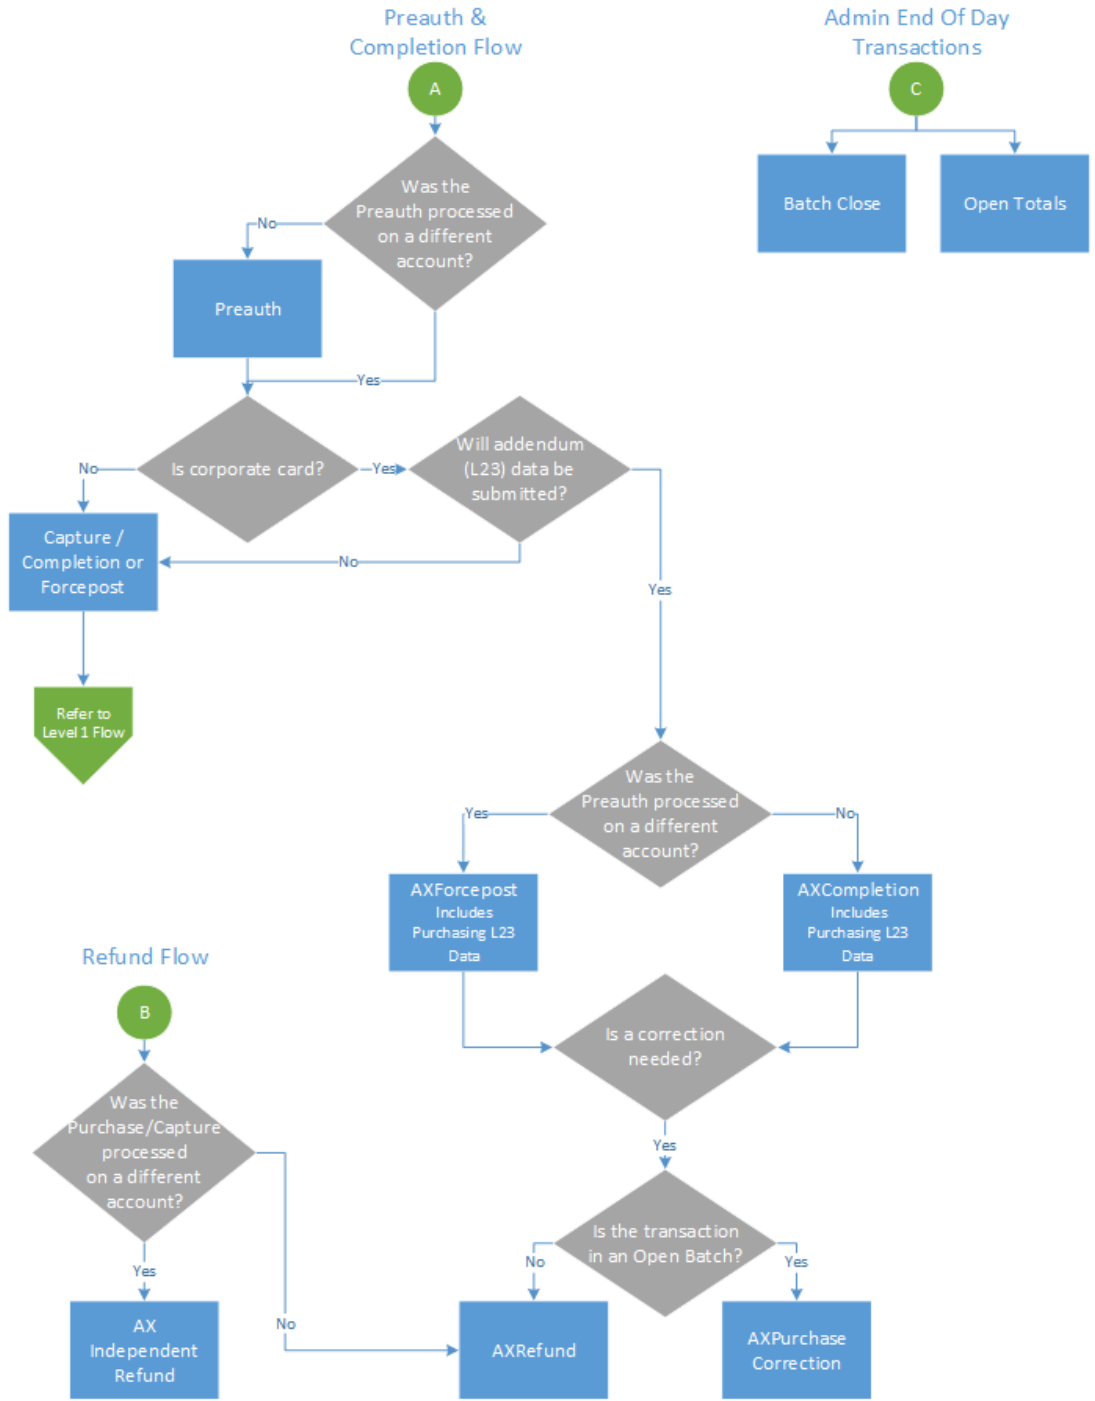 Preauth &
Completion Flow
Admin End Of Day
Transactions
A
C
Was the
Preauth processed
on a different
account?
Batch Close
Open Totals
No
Preauth
Yes
Is corporate card?
Will addendum
(L23) data be
submitted?
No
Yes
Capture /
Completion or
Forcepost
No
Yes
Refer to
Level 1 Flow
Was the
Preauth processed
on a different
account?
Yes
No
AXForcepost
Includes
Purchasing L23
Data
AXCompletion
Includes
Purchasing L23
Data
Refund Flow
B
Is a correction
needed?
Was the
Purchase/Capture
processed
on a different
account?
Yes
Is the transaction
in an Open Batch?
No
Yes
Yes
No
AX
Independent
Refund
AXRefund
AXPurchase
Correction